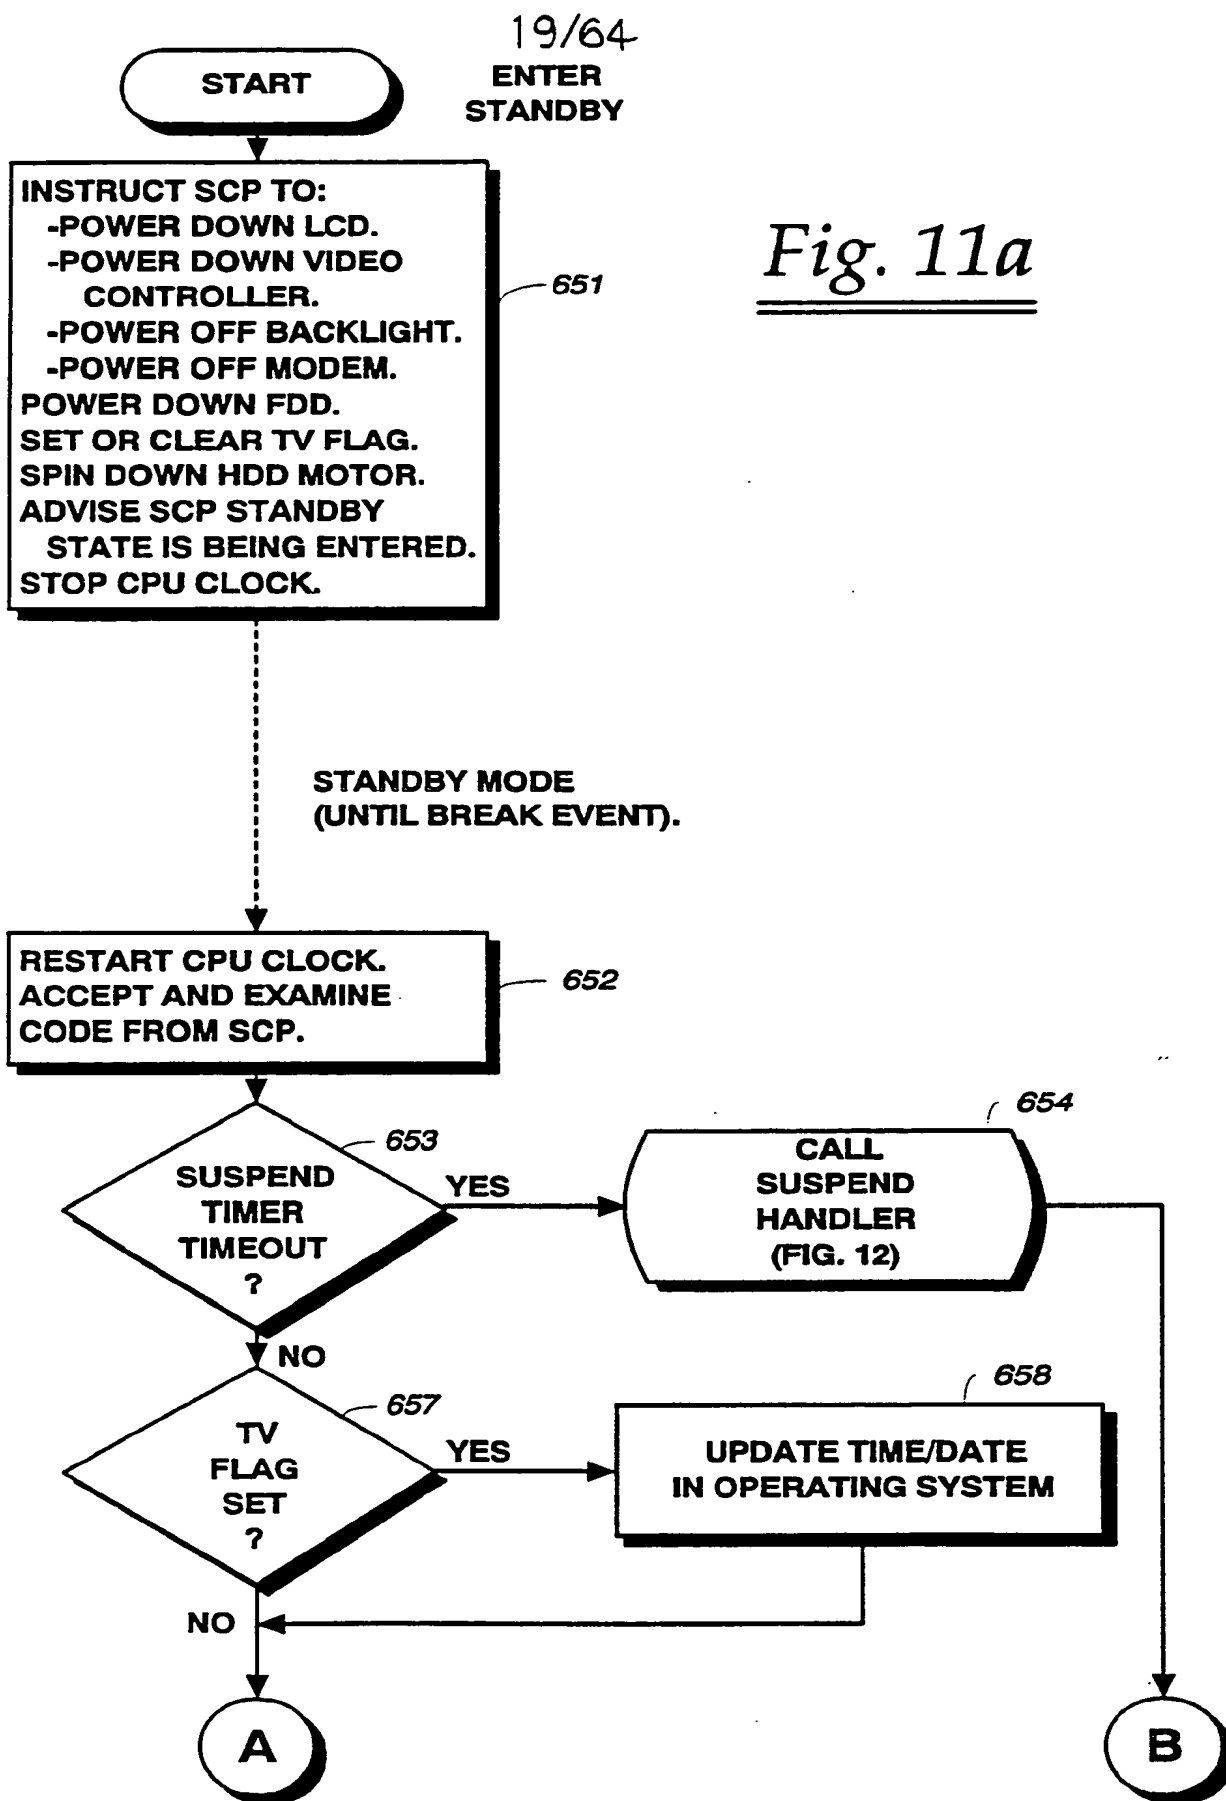 19/64
START
ENTER
STANDBY
INSTRUCT SCP TO:
-POWER DOWN LCD.
-POWER DOWN VIDEO
CONTROLLER.
-POWER OFF BACKLIGHT.
-POWER OFF MODEM.
POWER DOWN FDD.
SET OR CLEAR TV FLAG.
SPIN DOWN HDD MOTOR.
ADVISE SCP STANDBY
STATE IS BEING ENTERED.
STOP CPU CLOCK.
651
Fig. 11a
STANDBY MODE
(UNTIL BREAK EVENT).
RESTART CPU CLOCK.
ACCEPT AND EXAMINE
CODE FROM SCP.
652
SUSPEND
TIMER
TIMEOUT
?
653
YES
CALL
SUSPEND
HANDLER
(FIG. 12)
654
NO
TV
FLAG
SET
?
657
YES
UPDATE TIME/DATE
IN OPERATING SYSTEM
658
NO
A
B